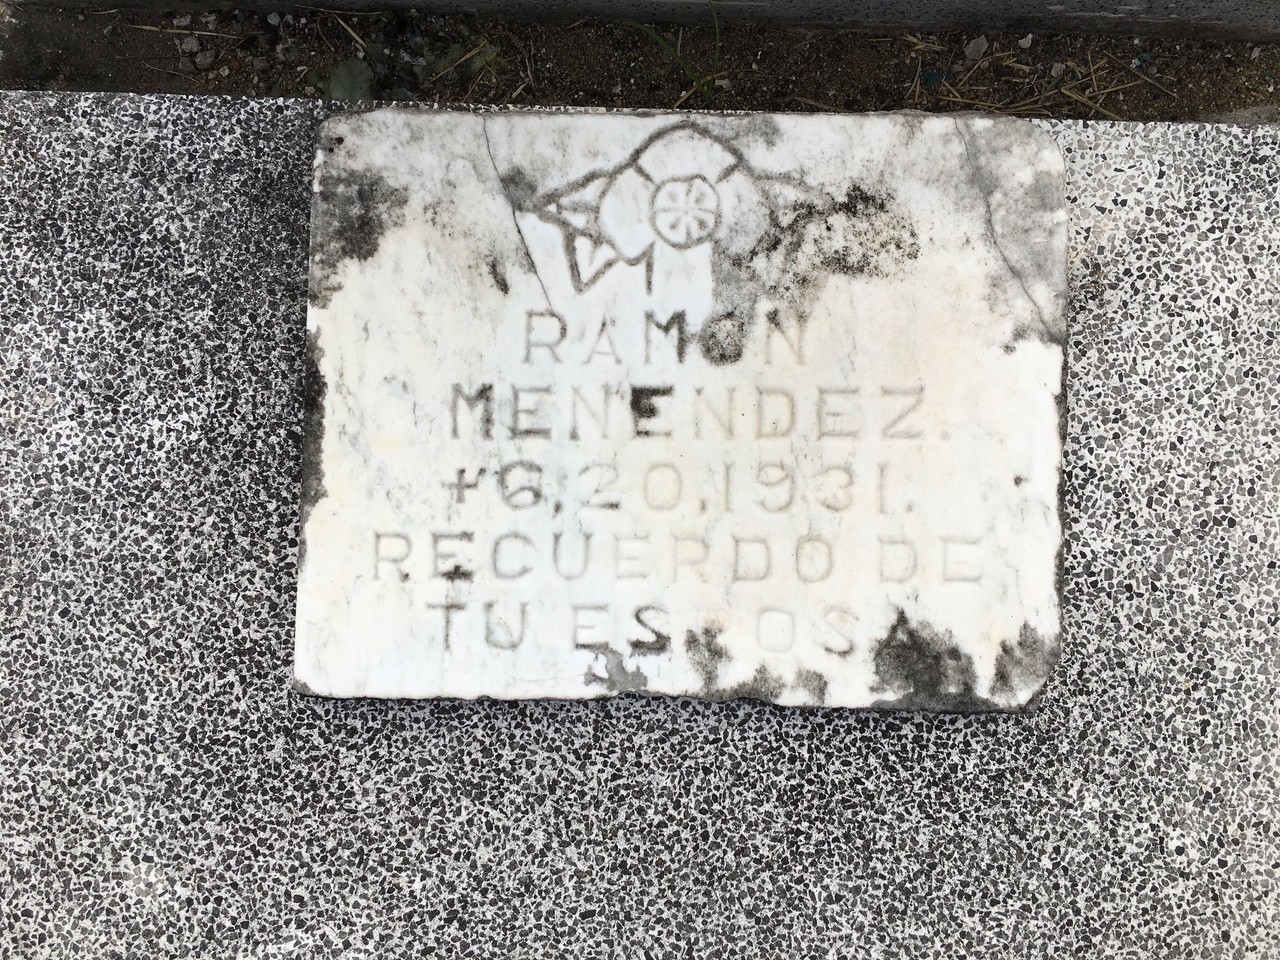 RAMON
MENENDEZ.
+6,20,1931.
RECUERDO DE
TU ESPOSA